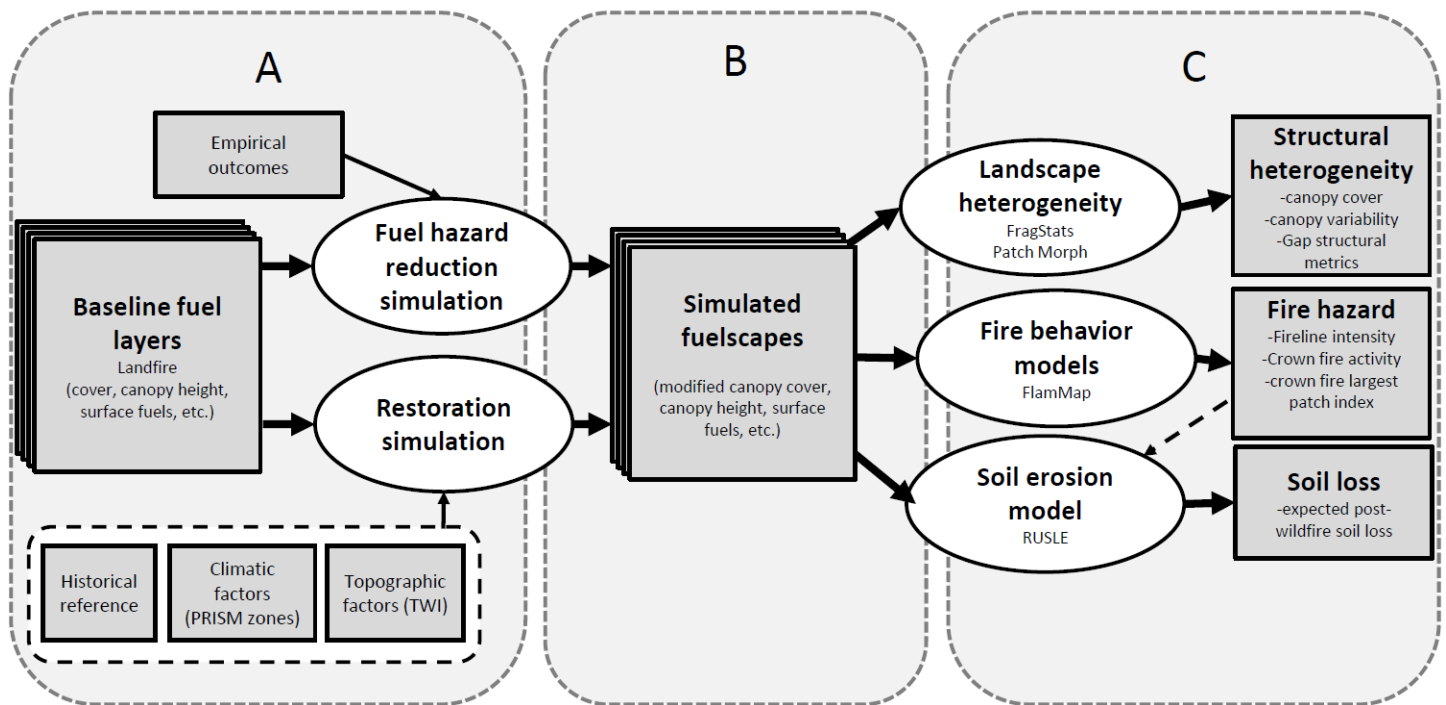 A
Empirical
outcomes
Baseline fuel
layers
Landfire
(cover, canopy height,
surface fuels, etc.)
Fuel hazard
reduction
simulation
Restoration
simulation
Historical
reference
Climatic
factors
(PRISM zones)
Topographic
factors (TWI)
B
Simulated
fuelscapes
(modified canopy cover,
canopy height, surface
fuels, etc.)
C
Landscape
heterogeneity
FragStats
Patch Morph
Structural
heterogeneity
-canopy cover
-canopy variability
-Gap structural
metrics
Fire behavior
models
FlamMap
Fire hazard
-Fireline intensity
-Crown fire activity
-crown fire largest
patch index
Soil erosion
model
RUSLE
Soil loss
-expected post-
wildfire soil loss